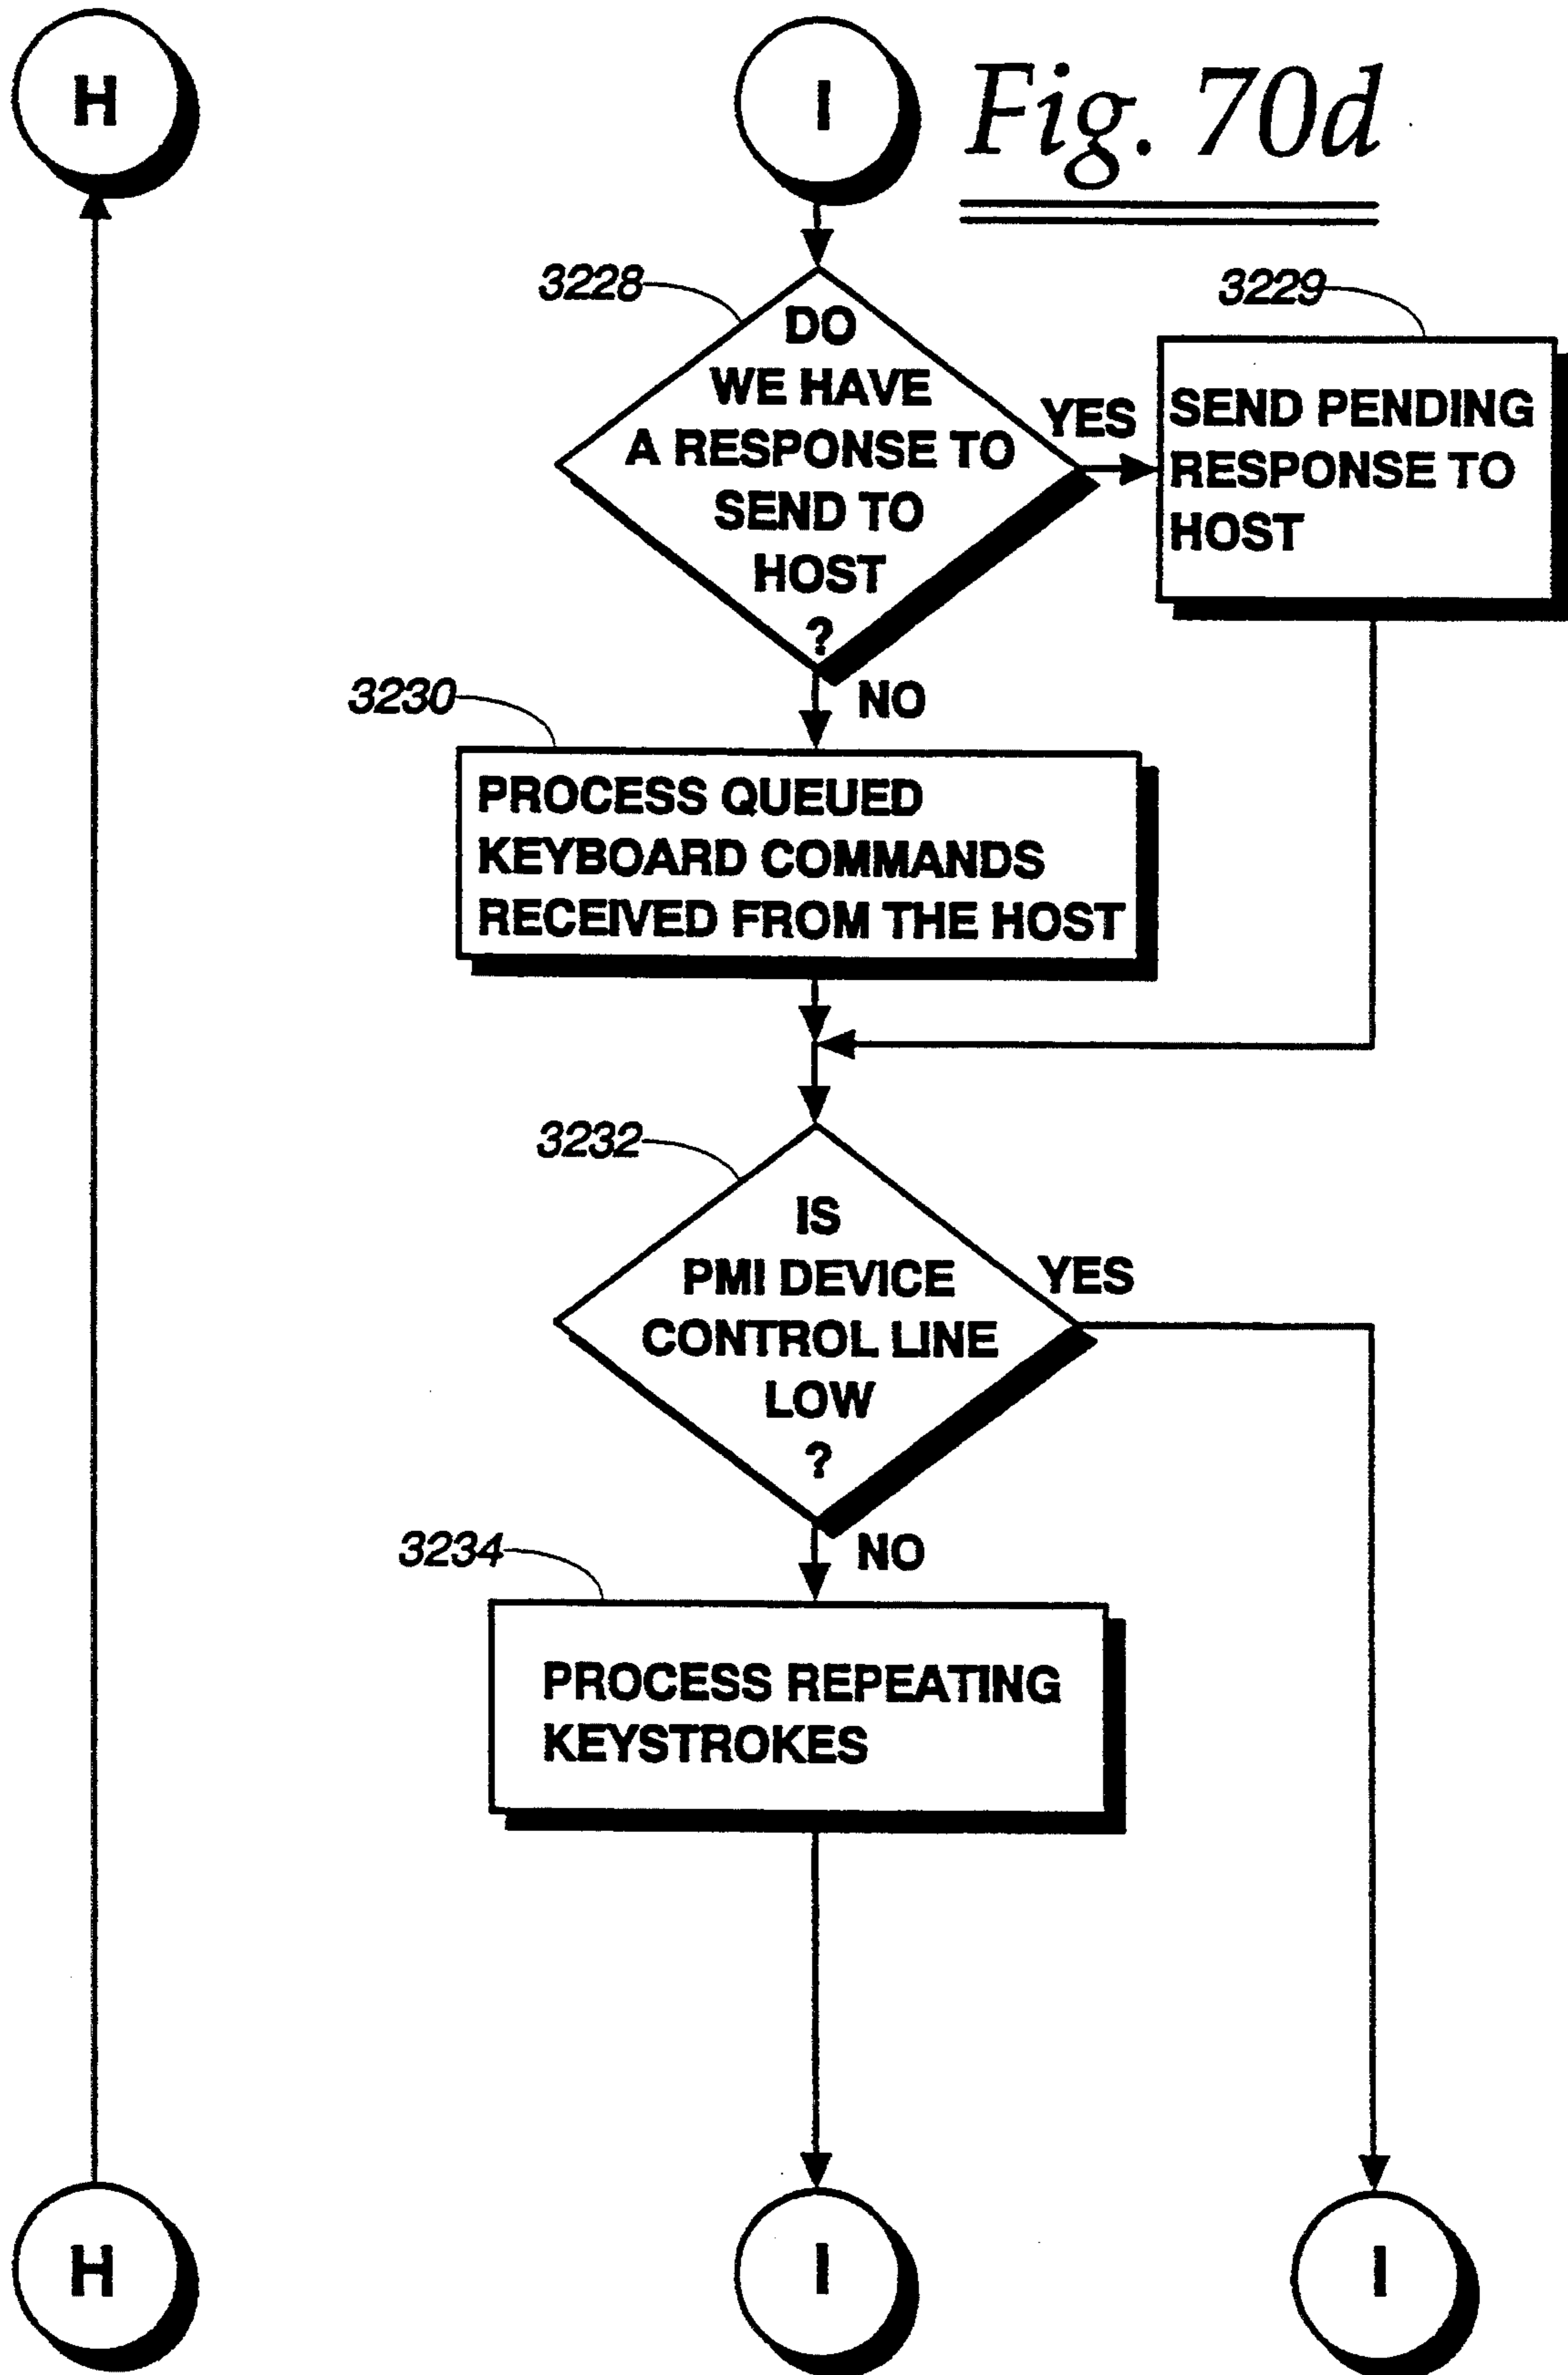 H
I
Fig. 70d
3228
3229
DO
WE HAVE
A RESPONSE TO
SEND TO
HOST
?
YES
SEND PENDING
RESPONSE TO
HOST
NO
3230
PROCESS QUEUED
KEYBOARD COMMANDS
RECEIVED FROM THE HOST
3232
IS
PMI DEVICE
CONTROL LINE
LOW
?
YES
NO
3234
PROCESS REPEATING
KEYSTROKES
H
I
I